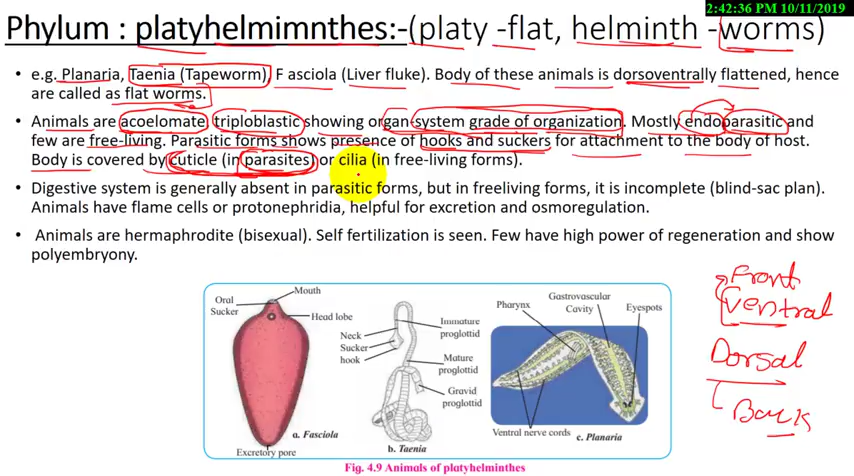 2:42:36 PM 10/11/2019
Phylum : platyhelmimnthes:-(platy -flat, helminth -worms)
• e.g. Planaria, Taenia (Tapeworm), F asciola (Liver fluke). Body of these animals is dorsoventrally flattened, hence
are called as flat worms.
• Animals are acoelomate, triploblastic showing organ-system grade of organization. Mostly endoparasitic and
few are free-living. Parasitic forms shows presence of hooks and suckers for attachment to the body of host.
Body is covered by cuticle (in parasites) or cilia (in free-living forms).
• Digestive system is generally absent in parasitic forms, but in freeliving forms, it is incomplete (blind-sac plan).
Animals have flame cells or protonephridia, helpful for excretion and osmoregulation.
• Animals are hermaphrodite (bisexual). Self fertilization is seen. Few have high power of regeneration and show
polyembryony.
Mouth
Oral
Sucker
Head lobe
Excretory pore
a. Fasciola
Neck
Sucker
hook
Immature
proglottid
Mature
proglottid
Gravid
proglottid
b. Taenia
Pharynx
Gastrovascular
Cavity
Eyespots
Ventral nerve cords
c. Planaria
Fig. 4.9 Animals of platyhelminthes
Front
Ventral
Dorsal
Back